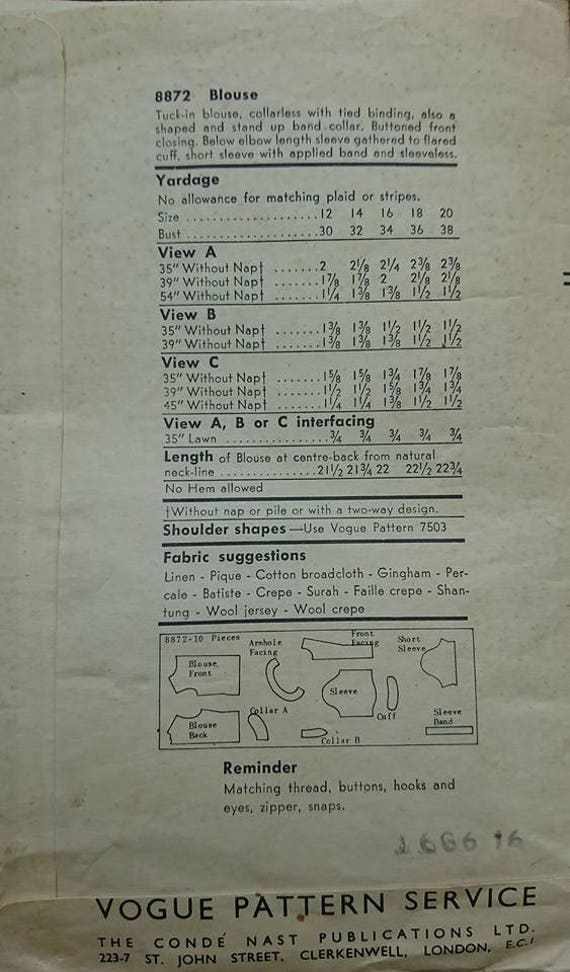 8872 Blouse
Tuck-in blouse, collarless with tied binding, also a
shaped and stand up band collar. Buttoned front
closing. Below elbow length sleeve gathered to flared
cuff, short sleeve with applied band and sleeveless.
Yardage
No allowance for matching plaid or stripes.
Size ....................12 14 16 18 20
Bust ....................30 32 34 36 38
View A
35" Without Nap† .......2 2⅛ 2¼ 2⅜ 2⅜
39" Without Nap† .......1⅞ 1⅞ 2 2⅛ 2⅛
54" Without Nap† .......1¼ 1⅜ 1⅜ 1½ 1½
View B
35" Without Nap† .......1⅜ 1⅜ 1½ 1½ 1½
39" Without Nap† .......1⅜ 1⅜ 1⅜ 1½ 1½
View C
35" Without Nap† .......1⅝ 1⅝ 1¾ 1⅞ 1⅞
39" Without Nap† .......1½ 1½ 1⅝ 1¾ 1¾
45" Without Nap† .......1¼ 1¼ 1⅜ 1½ 1½
View A, B or C interfacing
35" Lawn ................¾ ¾ ¾ ¾ ¾
Length of Blouse at centre-back from natural
neck-line ...............21½ 21¾ 22 22½ 22¾
No Hem allowed
†Without nap or pile or with a two-way design.
Shoulder shapes—Use Vogue Pattern 7503
Fabric suggestions
Linen - Pique - Cotton broadcloth - Gingham - Per-
cale - Batiste - Crepe - Surah - Faille crepe - Shan-
tung - Wool jersey - Wool crepe
8872-10 Pieces
Armhole
Facing
Front
Facing
Short
Sleeve
Blouse
Front
Sleeve
Collar A
Cuff
Sleeve
Band
Blouse
Back
Collar B
Reminder
Matching thread, buttons, hooks and
eyes, zipper, snaps.
VOGUE PATTERN SERVICE
THE CONDÉ NAST PUBLICATIONS LTD.
223-7 ST. JOHN STREET, CLERKENWELL, LONDON, E.C.1